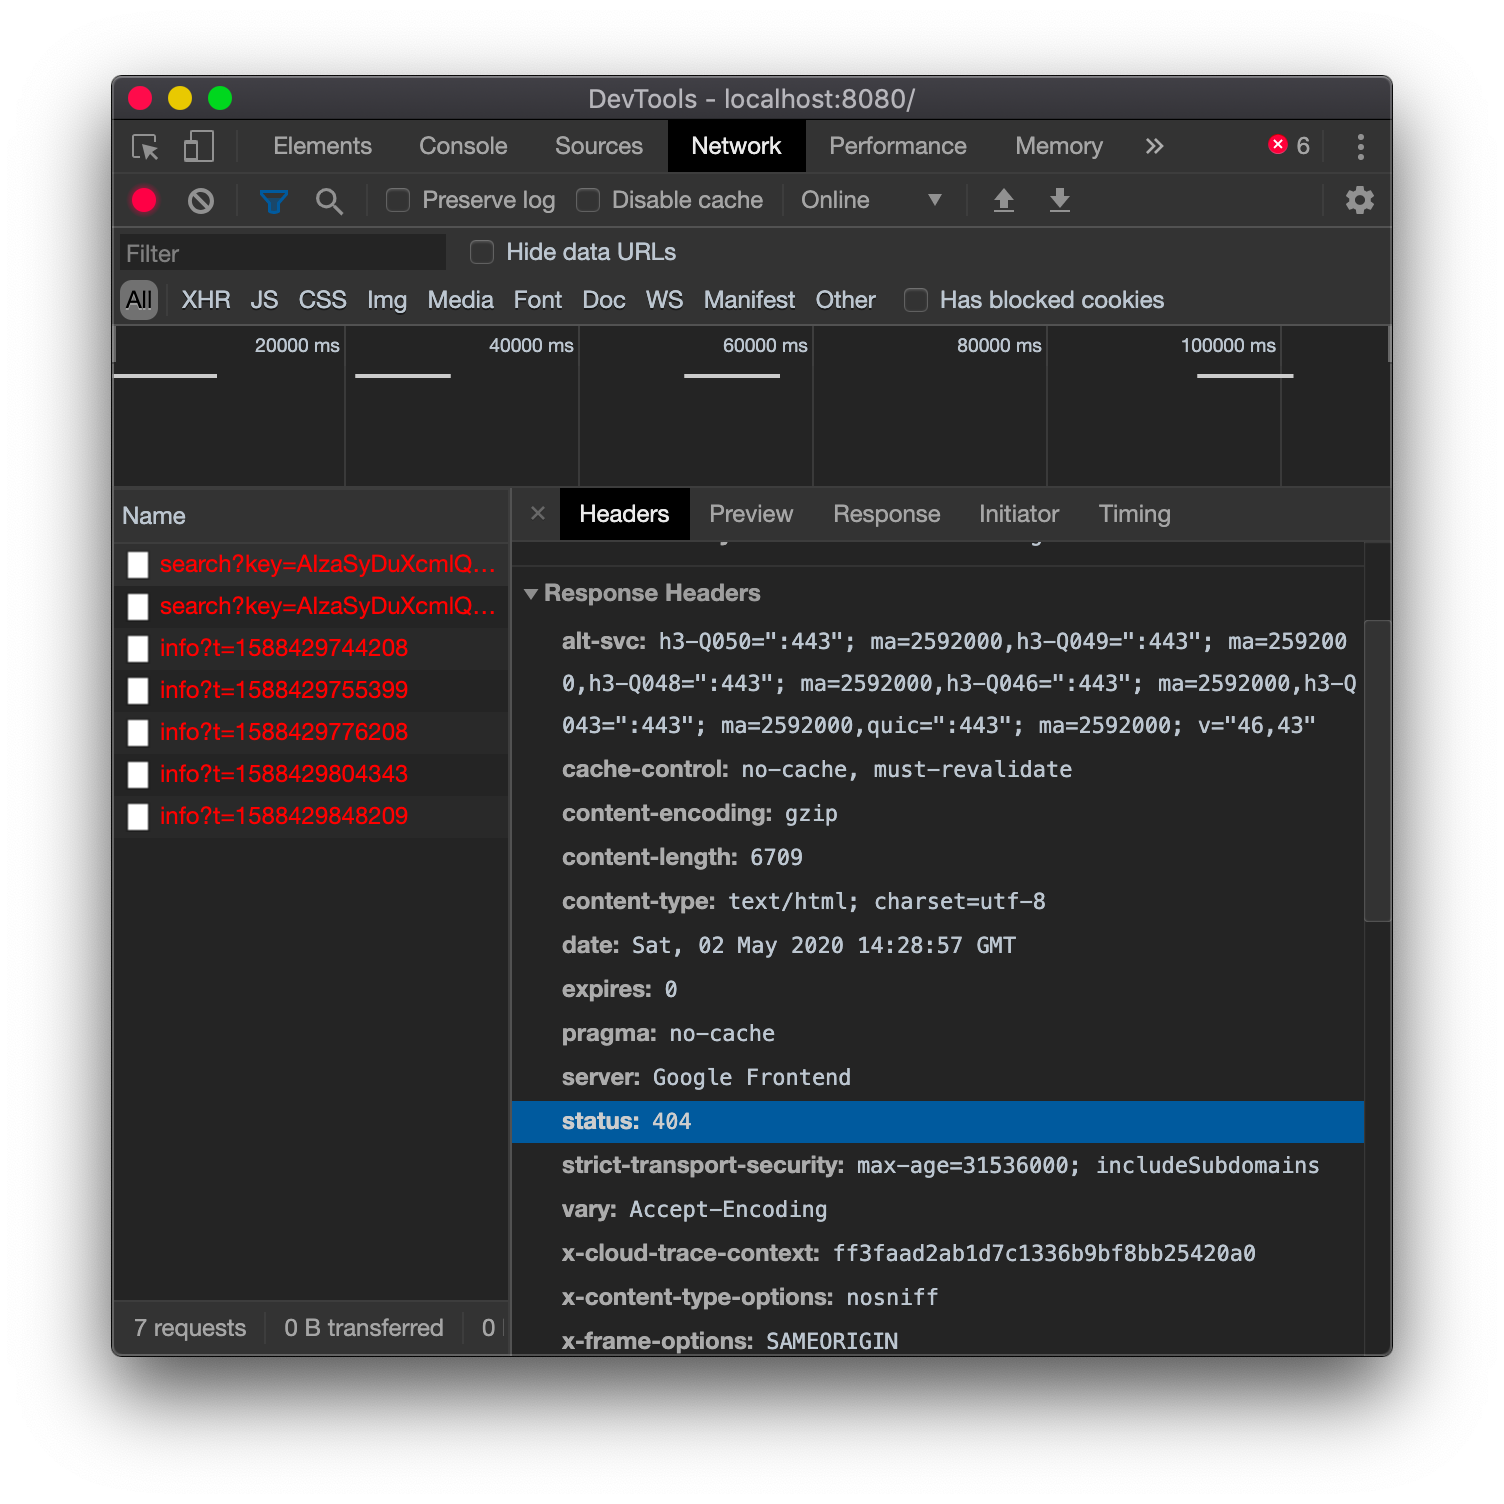 DevTools - localhost:8080/
Elements Console Sources Network Performance Memory 6
Preserve log Disable cache Online
Filter Hide data URLs
All XHR JS CSS Img Media Font Doc WS Manifest Other Has blocked cookies
20000 ms 40000 ms 60000 ms 80000 ms 100000 ms
Name
search?key=AIzaSyDuXcmIQ…
search?key=AIzaSyDuXcmIQ…
info?t=1588429744208
info?t=1588429755399
info?t=1588429776208
info?t=1588429804343
info?t=1588429848209
7 requests 0 B transferred 0
Headers Preview Response Initiator Timing
Response Headers
alt-svc: h3-Q050=":443"; ma=2592000,h3-Q049=":443"; ma=259200
0,h3-Q048=":443"; ma=2592000,h3-Q046=":443"; ma=2592000,h3-Q
043=":443"; ma=2592000,quic=":443"; ma=2592000; v="46,43"
cache-control: no-cache, must-revalidate
content-encoding: gzip
content-length: 6709
content-type: text/html; charset=utf-8
date: Sat, 02 May 2020 14:28:57 GMT
expires: 0
pragma: no-cache
server: Google Frontend
status: 404
strict-transport-security: max-age=31536000; includeSubdomains
vary: Accept-Encoding
x-cloud-trace-context: ff3faad2ab1d7c1336b9bf8bb25420a0
x-content-type-options: nosniff
x-frame-options: SAMEORIGIN